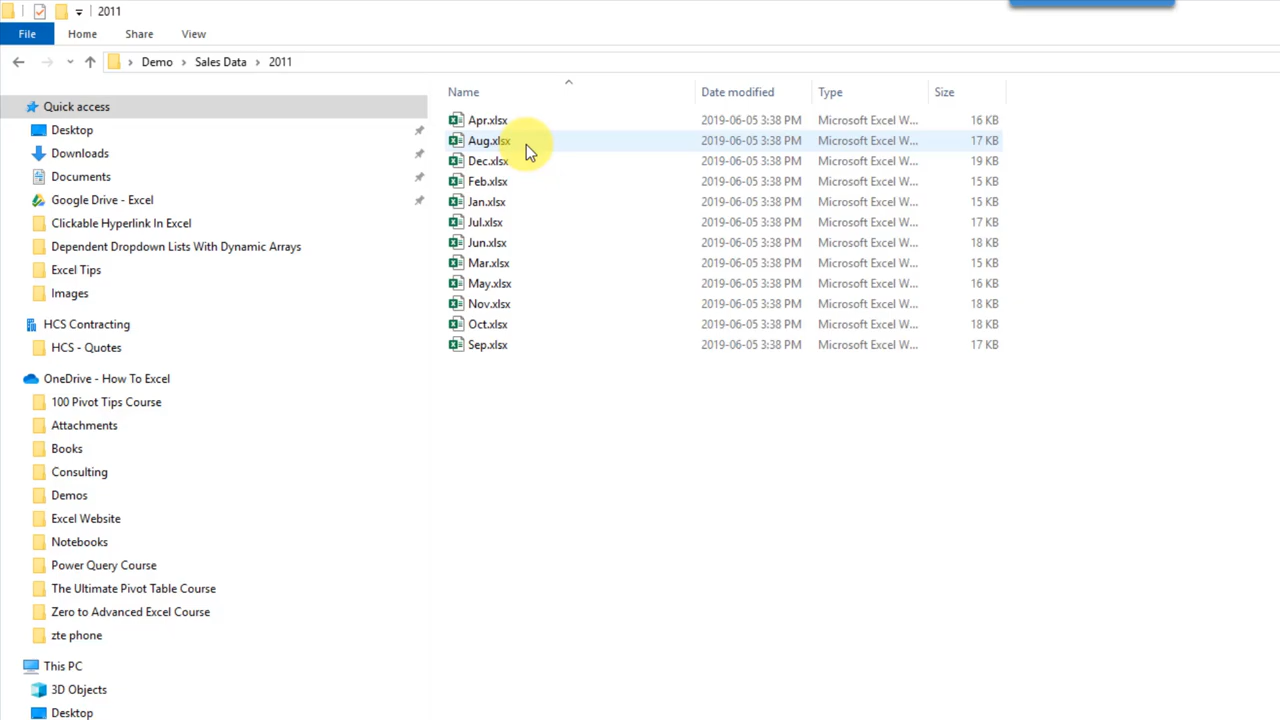 2011
File Home Share View
Demo Sales Data 2011
Name Date modified Type Size
Quick access
Desktop
Downloads
Documents
Google Drive - Excel
Clickable Hyperlink In Excel
Dependent Dropdown Lists With Dynamic Arrays
Excel Tips
Images
HCS Contracting
HCS - Quotes
OneDrive - How To Excel
100 Pivot Tips Course
Attachments
Books
Consulting
Demos
Excel Website
Notebooks
Power Query Course
The Ultimate Pivot Table Course
Zero to Advanced Excel Course
zte phone
This PC
3D Objects
Desktop
Apr.xlsx 2019-06-05 3:38 PM Microsoft Excel W... 16 KB
Aug.xlsx 2019-06-05 3:38 PM Microsoft Excel W... 17 KB
Dec.xlsx 2019-06-05 3:38 PM Microsoft Excel W... 19 KB
Feb.xlsx 2019-06-05 3:38 PM Microsoft Excel W... 15 KB
Jan.xlsx 2019-06-05 3:38 PM Microsoft Excel W... 15 KB
Jul.xlsx 2019-06-05 3:38 PM Microsoft Excel W... 17 KB
Jun.xlsx 2019-06-05 3:38 PM Microsoft Excel W... 18 KB
Mar.xlsx 2019-06-05 3:38 PM Microsoft Excel W... 15 KB
May.xlsx 2019-06-05 3:38 PM Microsoft Excel W... 16 KB
Nov.xlsx 2019-06-05 3:38 PM Microsoft Excel W... 18 KB
Oct.xlsx 2019-06-05 3:38 PM Microsoft Excel W... 18 KB
Sep.xlsx 2019-06-05 3:38 PM Microsoft Excel W... 17 KB